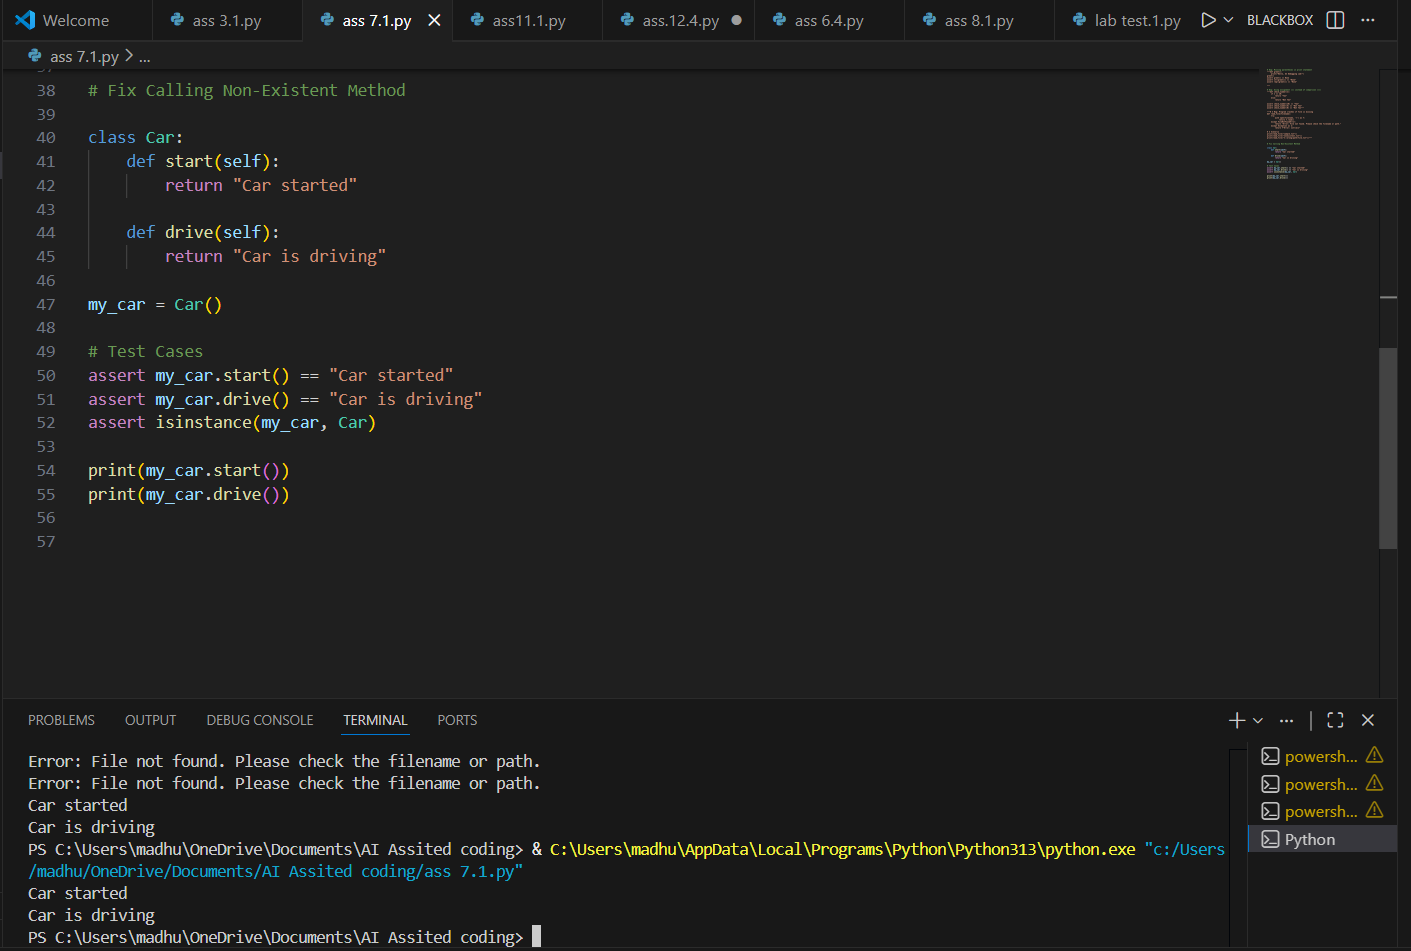 Welcome ass 3.1.py ass 7.1.py ass11.1.py ass.12.4.py ass 6.4.py ass 8.1.py lab test.1.py BLACKBOX
ass 7.1.py > ...
38 # Fix Calling Non-Existent Method
39
40 class Car:
41     def start(self):
42         return "Car started"
43
44     def drive(self):
45         return "Car is driving"
46
47 my_car = Car()
48
49 # Test Cases
50 assert my_car.start() == "Car started"
51 assert my_car.drive() == "Car is driving"
52 assert isinstance(my_car, Car)
53
54 print(my_car.start())
55 print(my_car.drive())
56
57
PROBLEMS OUTPUT DEBUG CONSOLE TERMINAL PORTS
Error: File not found. Please check the filename or path.
Error: File not found. Please check the filename or path.
Car started
Car is driving
PS C:\Users\madhu\OneDrive\Documents\AI Assited coding> & C:\Users\madhu\AppData\Local\Programs\Python\Python313\python.exe "c:/Users
/madhu/OneDrive/Documents/AI Assited coding/ass 7.1.py"
Car started
Car is driving
PS C:\Users\madhu\OneDrive\Documents\AI Assited coding>
powersh...
powersh...
powersh...
Python